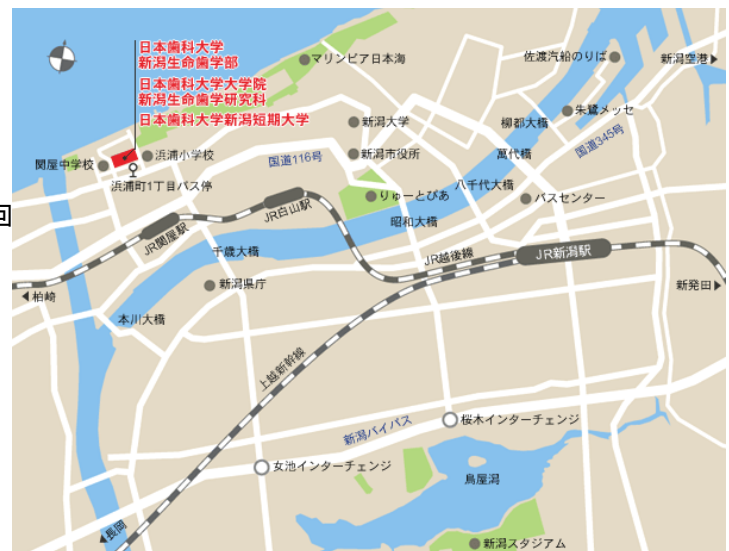 日本歯科大学
新潟生命歯学部
日本歯科大学大学院
新潟生命歯学研究科
日本歯科大学新潟短期大学
マリンピア日本海
佐渡汽船のりば
新潟空港▶
朱鷺メッセ
新潟大学
柳都大橋
国道345号
関屋中学校
浜浦小学校
国道116号
新潟市役所
萬代橋
浜浦町1丁目バス停
りゅーとぴあ
八千代大橋
バスセンター
回
JR関屋駅
JR白山駅
昭和大橋
千歳大橋
JR越後線
JR新潟駅
◀柏崎
新潟県庁
新発田▶
本川大橋
上越新幹線
新潟バイパス
桜木インターチェンジ
女池インターチェンジ
鳥屋潟
◀長岡
新潟スタジアム